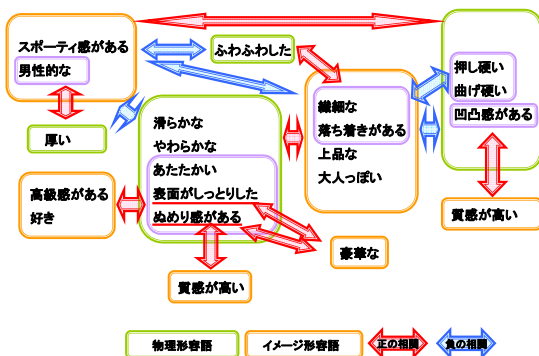 スポーティ感がある
男性的な
ふわふわした
押し硬い
曲げ硬い
凹凸感がある
厚い
滑らかな
やわらかな
あたたかい
表面がしっとりした
ぬめり感がある
繊細な
落ち着きがある
上品な
大人っぽい
高級感がある
好き
質感が高い
豪華な
質感が高い
物理形容語
イメージ形容語
正の相関
負の相関